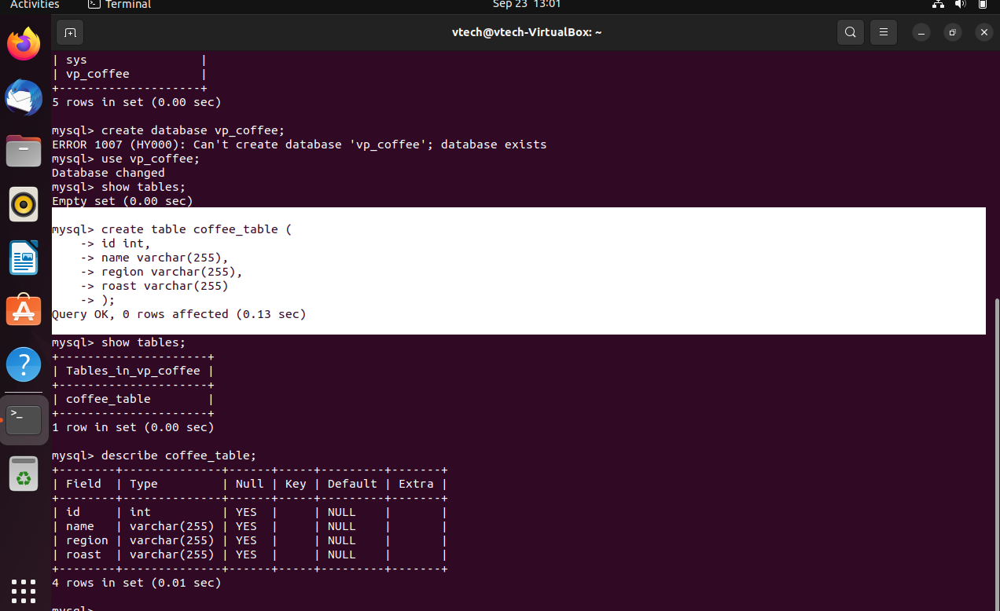 Activities Terminal Sep 23 13:01
vtech@vtech-VirtualBox: ~
| sys                |
| vp_coffee          |
+--------------------+
5 rows in set (0.00 sec)
mysql> create database vp_coffee;
ERROR 1007 (HY000): Can't create database 'vp_coffee'; database exists
mysql> use vp_coffee;
Database changed
mysql> show tables;
Empty set (0.00 sec)
mysql> create table coffee_table (
    -> id int,
    -> name varchar(255),
    -> region varchar(255),
    -> roast varchar(255)
    -> );
Query OK, 0 rows affected (0.13 sec)
mysql> show tables;
+---------------------+
| Tables_in_vp_coffee |
+---------------------+
| coffee_table        |
+---------------------+
1 row in set (0.00 sec)
mysql> describe coffee_table;
+--------+--------------+------+-----+---------+-------+
| Field  | Type         | Null | Key | Default | Extra |
+--------+--------------+------+-----+---------+-------+
| id     | int          | YES  |     | NULL    |       |
| name   | varchar(255) | YES  |     | NULL    |       |
| region | varchar(255) | YES  |     | NULL    |       |
| roast  | varchar(255) | YES  |     | NULL    |       |
+--------+--------------+------+-----+---------+-------+
4 rows in set (0.01 sec)
mysql>